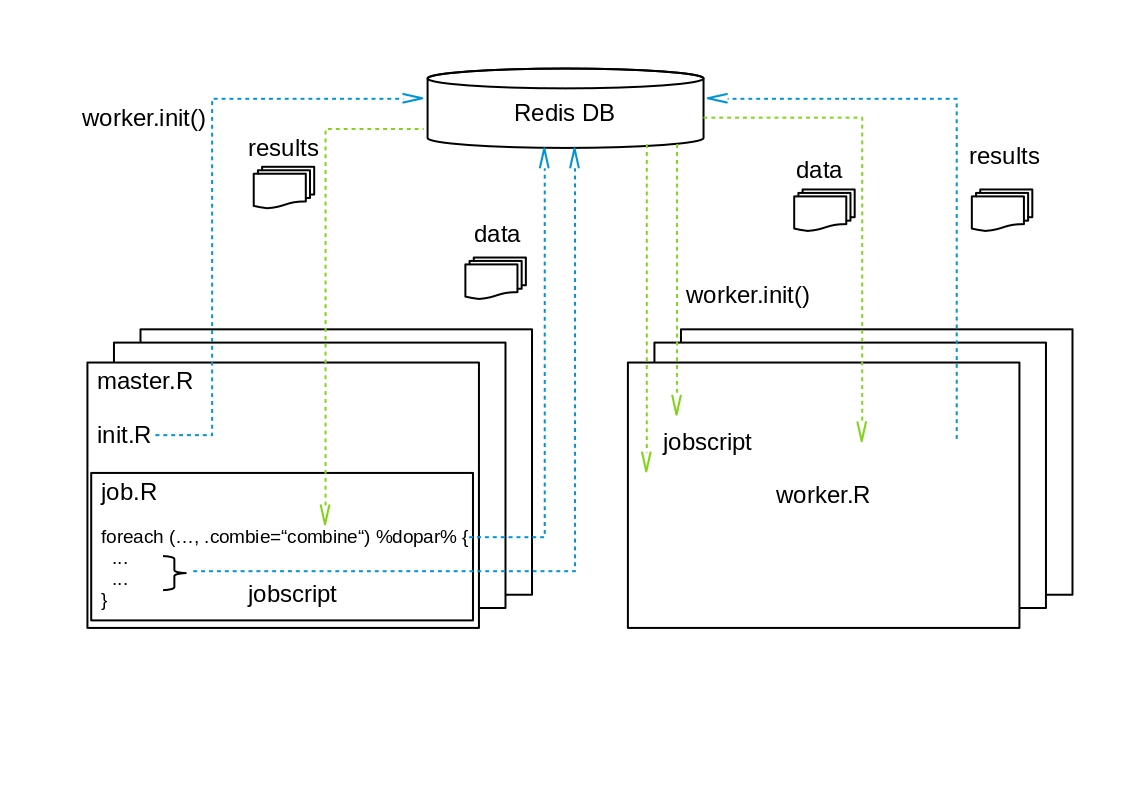 Redis DB
worker.init()
results
data
data
results
worker.init()
master.R
init.R
job.R
foreach (..., .combie=“combine“) %dopar% {
...
...
}
jobscript
jobscript
worker.R